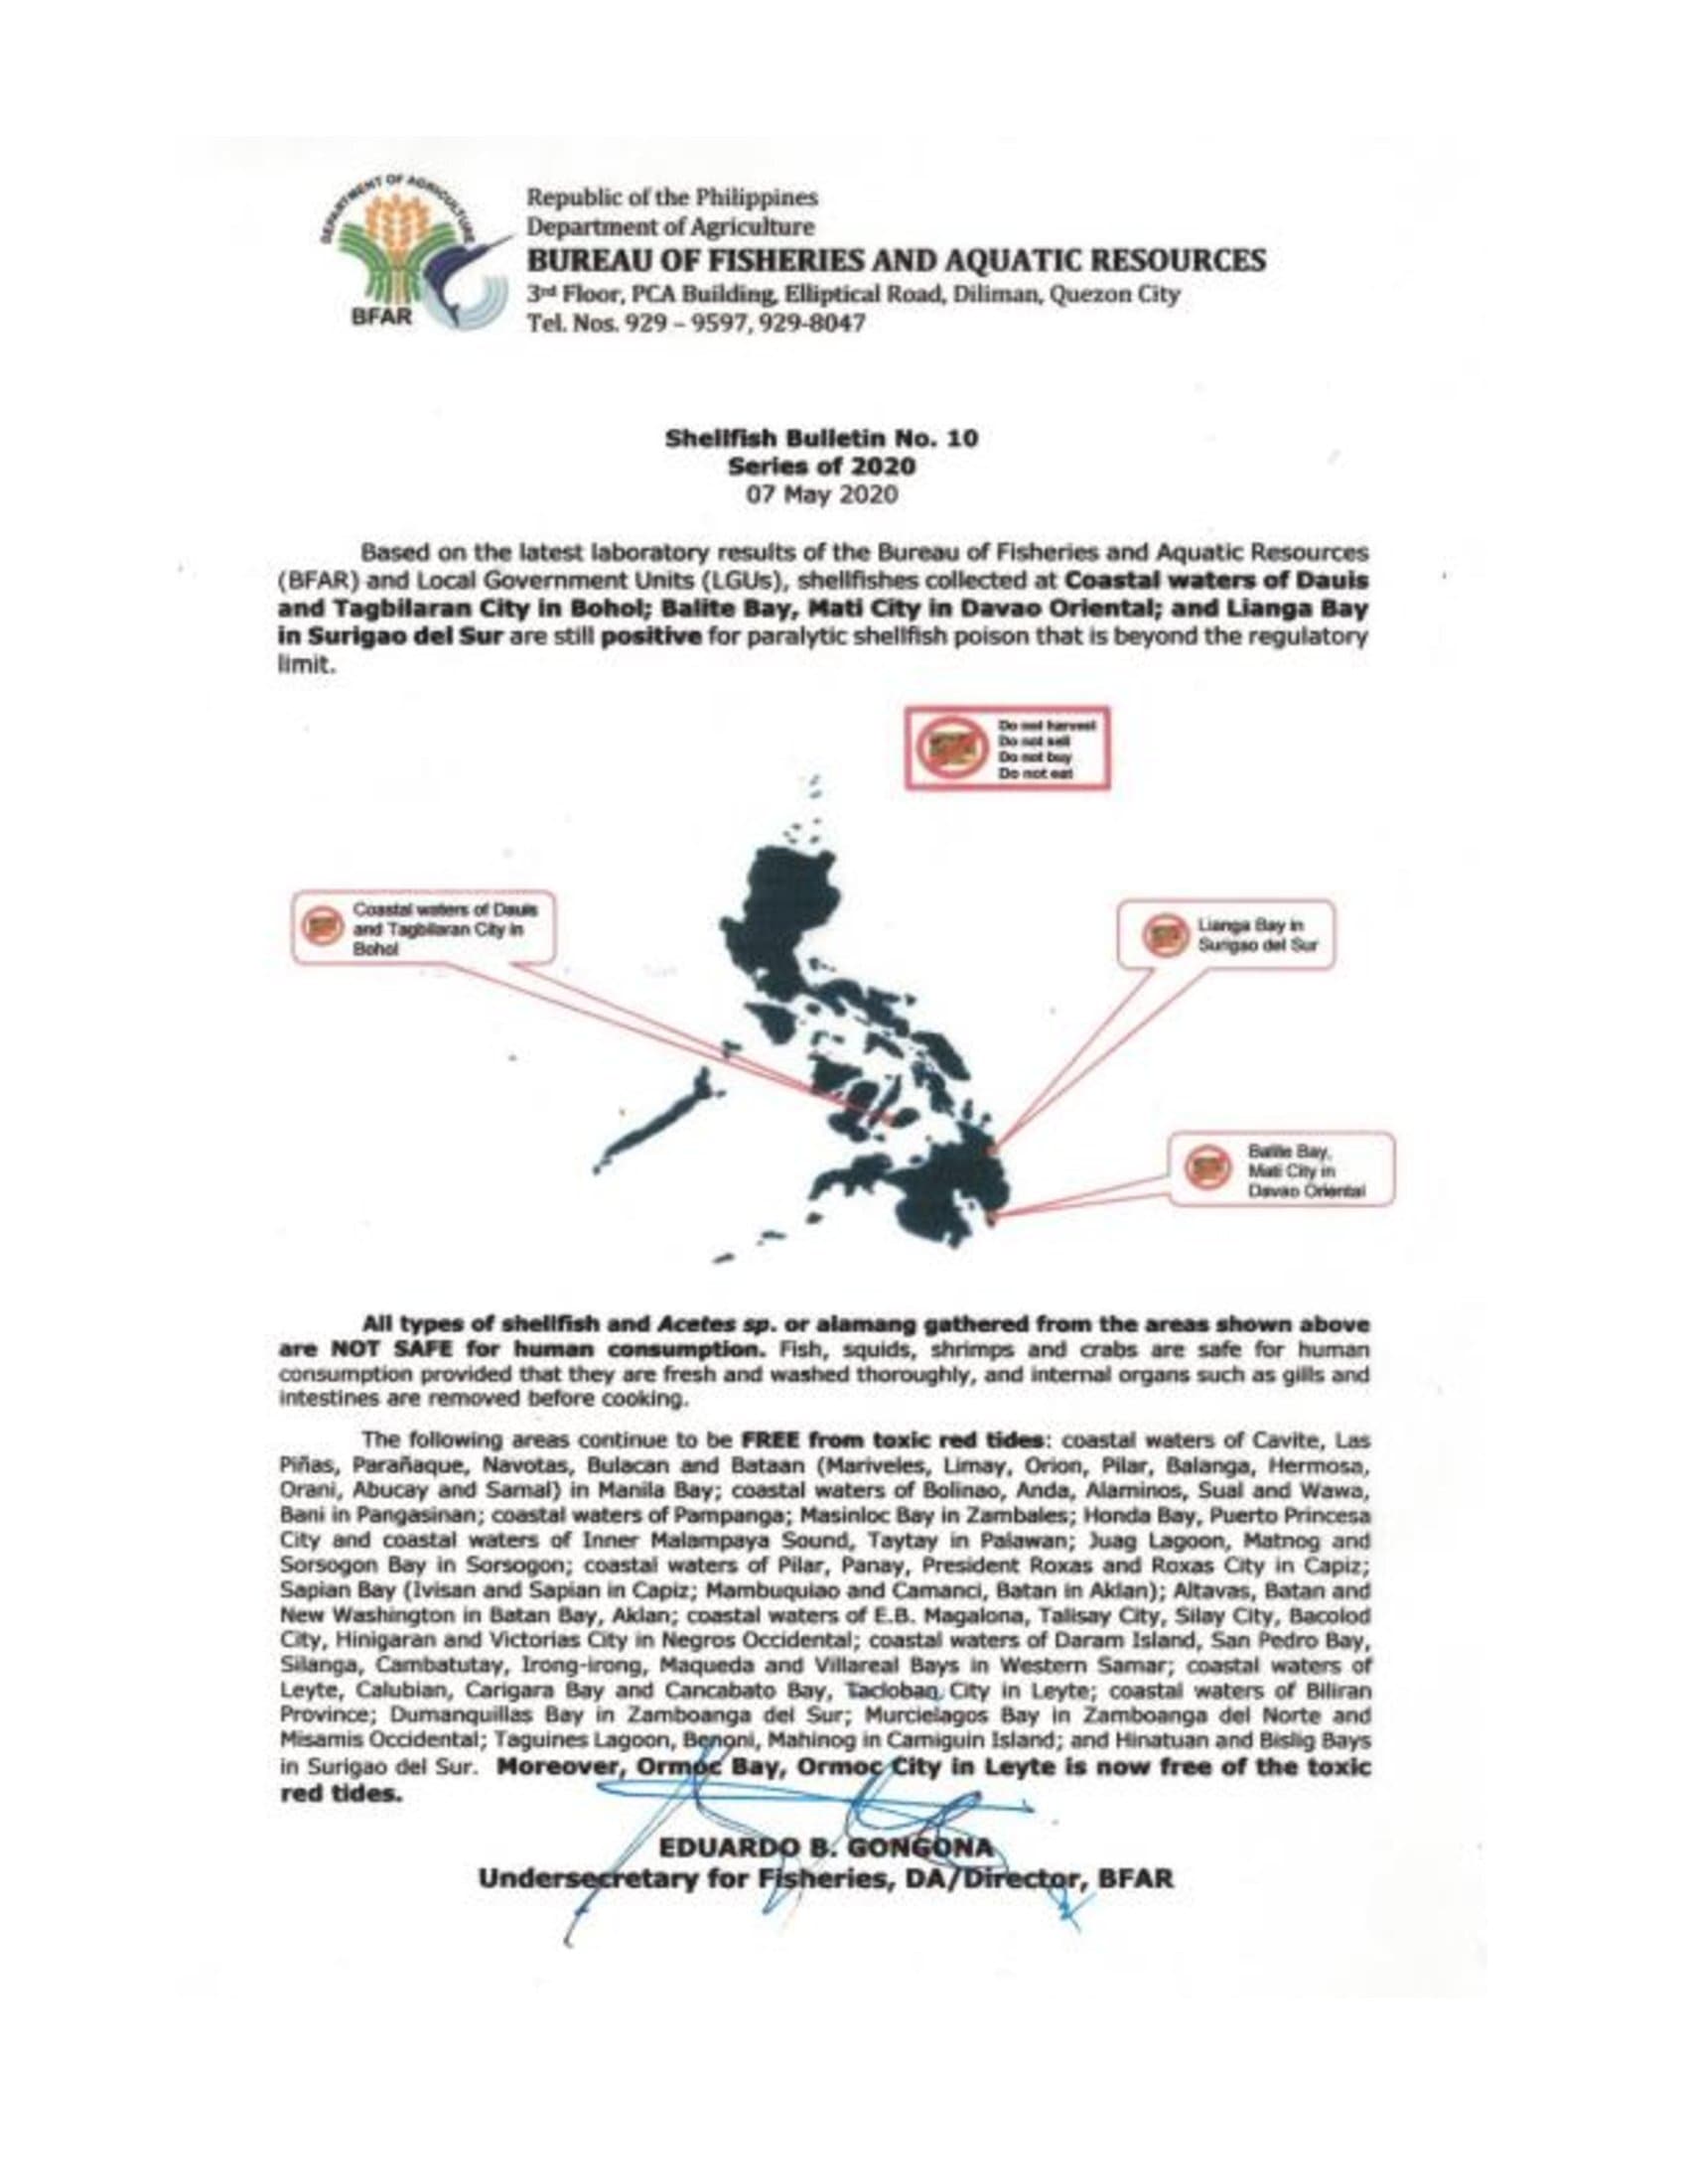 DEPARTMENT OF AGRICULTURE
BFAR
Republic of the Philippines
Department of Agriculture
BUREAU OF FISHERIES AND AQUATIC RESOURCES
3rd Floor, PCA Building, Elliptical Road, Diliman, Quezon City
Tel. Nos. 929 – 9597, 929-8047
Shellfish Bulletin No. 10
Series of 2020
07 May 2020
Based on the latest laboratory results of the Bureau of Fisheries and Aquatic Resources
(BFAR) and Local Government Units (LGUs), shellfishes collected at Coastal waters of Dauis
and Tagbilaran City in Bohol; Balite Bay, Mati City in Davao Oriental; and Lianga Bay
in Surigao del Sur are still positive for paralytic shellfish poison that is beyond the regulatory
limit.
Do not harvest
Do not sell
Do not buy
Do not eat
Coastal waters of Dauis
and Tagbilaran City in
Bohol
Lianga Bay in
Surigao del Sur
Balite Bay,
Mati City in
Davao Oriental
All types of shellfish and Acetes sp. or alamang gathered from the areas shown above
are NOT SAFE for human consumption. Fish, squids, shrimps and crabs are safe for human
consumption provided that they are fresh and washed thoroughly, and internal organs such as gills and
intestines are removed before cooking.
The following areas continue to be FREE from toxic red tides: coastal waters of Cavite, Las
Piñas, Parañaque, Navotas, Bulacan and Bataan (Mariveles, Limay, Orion, Pilar, Balanga, Hermosa,
Orani, Abucay and Samal) in Manila Bay; coastal waters of Bolinao, Anda, Alaminos, Sual and Wawa,
Bani in Pangasinan; coastal waters of Pampanga; Masinloc Bay in Zambales; Honda Bay, Puerto Princesa
City and coastal waters of Inner Malampaya Sound, Taytay in Palawan; Juag Lagoon, Matnog and
Sorsogon Bay in Sorsogon; coastal waters of Pilar, Panay, President Roxas and Roxas City in Capiz;
Sapian Bay (Ivisan and Sapian in Capiz; Mambuquiao and Camanci, Batan in Aklan); Altavas, Batan and
New Washington in Batan Bay, Aklan; coastal waters of E.B. Magalona, Talisay City, Silay City, Bacolod
City, Hinigaran and Victorias City in Negros Occidental; coastal waters of Daram Island, San Pedro Bay,
Silanga, Cambatutay, Irong-irong, Maqueda and Villareal Bays in Western Samar; coastal waters of
Leyte, Calubian, Carigara Bay and Cancabato Bay, Tacloban City in Leyte; coastal waters of Biliran
Province; Dumanquillas Bay in Zamboanga del Sur; Murcielagos Bay in Zamboanga del Norte and
Misamis Occidental; Taguines Lagoon, Benoni, Mahinog in Camiguin Island; and Hinatuan and Bislig Bays
in Surigao del Sur. Moreover, Ormoc Bay, Ormoc City in Leyte is now free of the toxic
red tides.
EDUARDO B. GONGONA
Undersecretary for Fisheries, DA/Director, BFAR